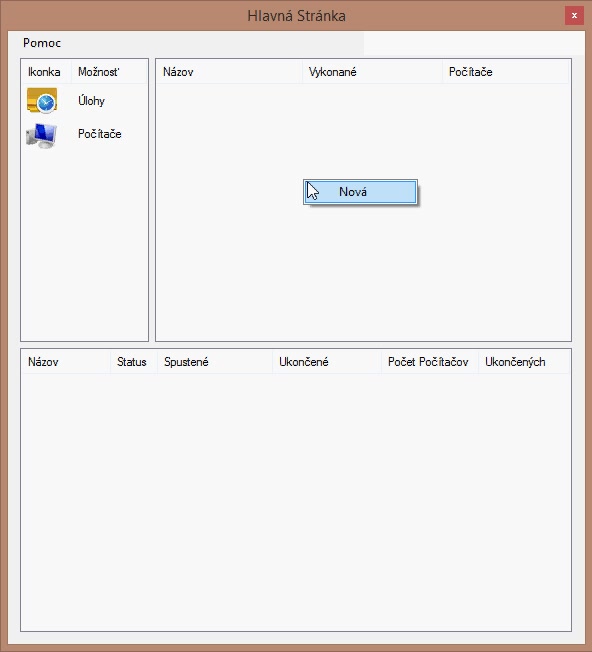 Hlavná Stránka
Pomoc
Ikonka Možnosť
Úlohy
Počítače
Názov Vykonané Počítače
Nová
Názov Status Spustené Ukončené Počet Počítačov Ukončených